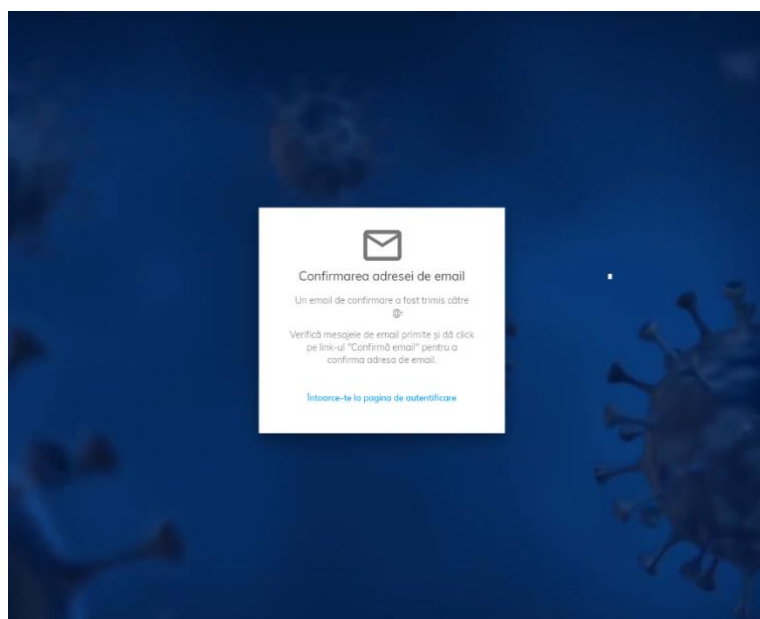 Confirmarea adresei de email
Un email de confirmare a fost trimis către
@
Verifică mesajele de email primite și dă click
pe link-ul "Confirmă email" pentru a
confirma adresa de email.
Întoarce-te la pagina de autentificare